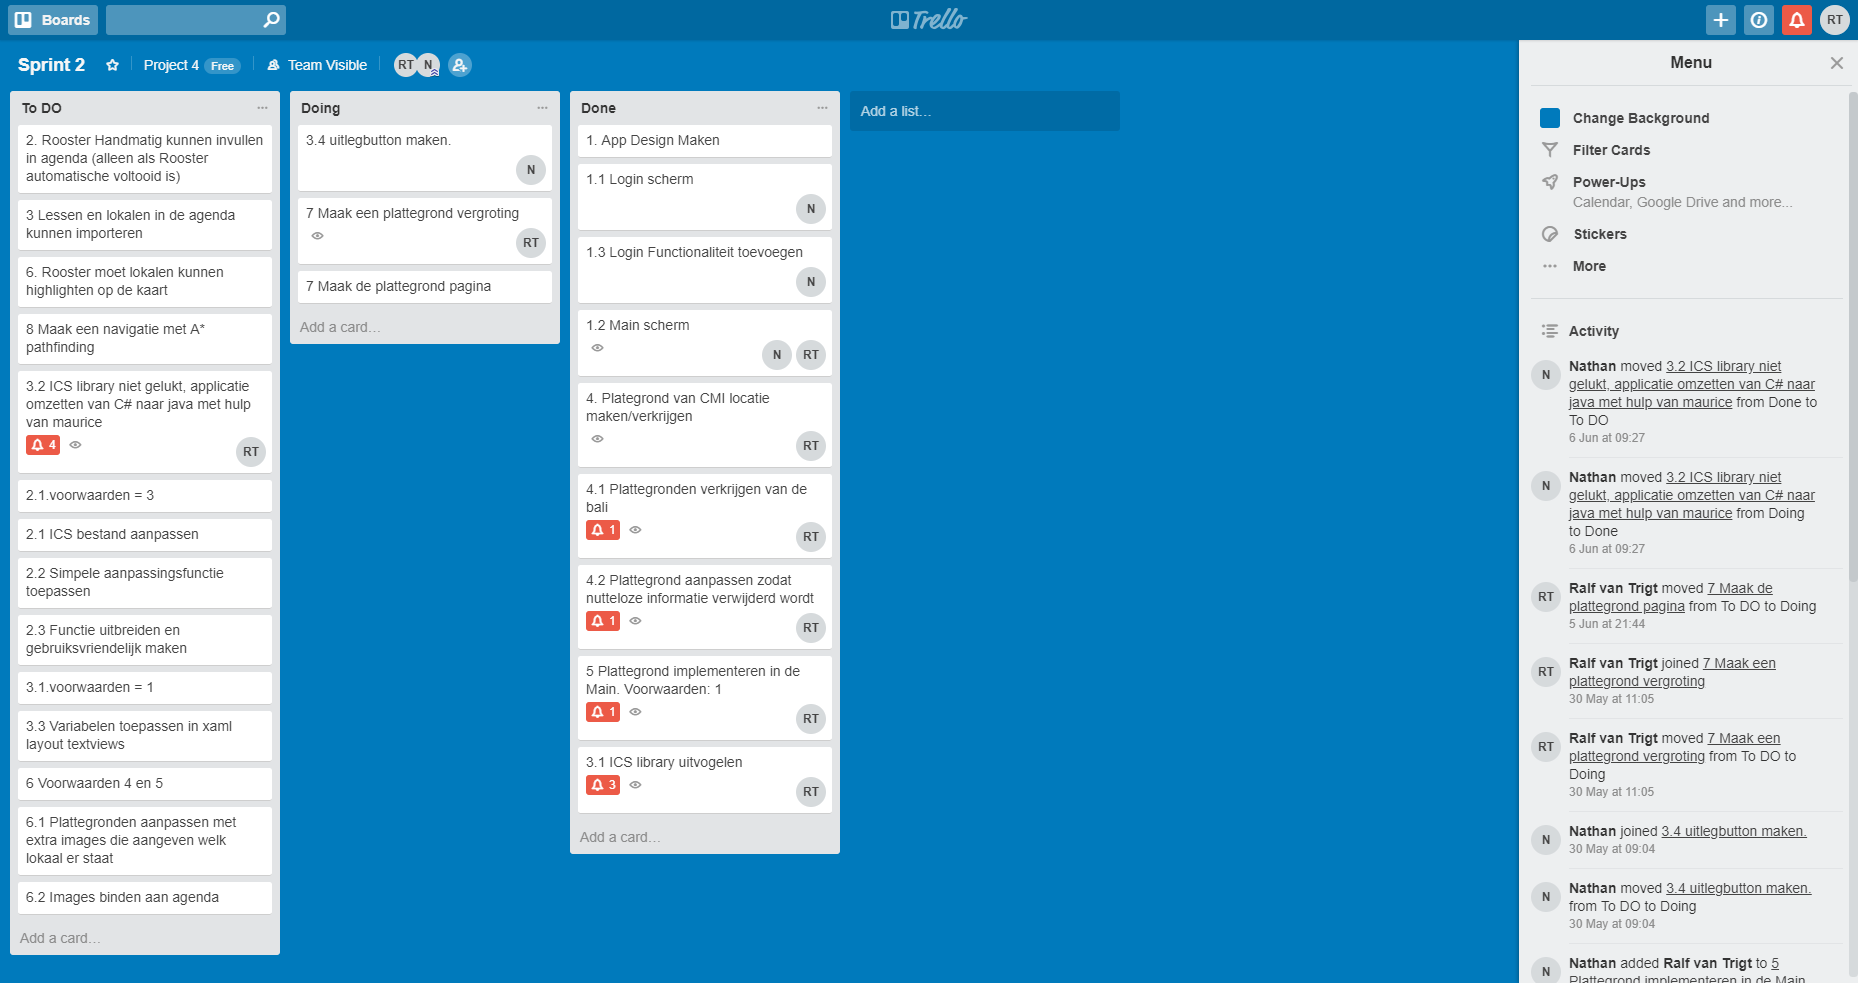 Boards
Trello
RT
Sprint 2
Project 4 Free
Team Visible
RT N
To DO
2. Rooster Handmatig kunnen invullen
in agenda (alleen als Rooster
automatische voltooid is)
3 Lessen en lokalen in de agenda
kunnen importeren
6. Rooster moet lokalen kunnen
highlighten op de kaart
8 Maak een navigatie met A*
pathfinding
3.2 ICS library niet gelukt, applicatie
omzetten van C# naar java met hulp
van maurice
4
RT
2.1.voorwaarden = 3
2.1 ICS bestand aanpassen
2.2 Simpele aanpassingsfunctie
toepassen
2.3 Functie uitbreiden en
gebruiksvriendelijk maken
3.1.voorwaarden = 1
3.3 Variabelen toepassen in xaml
layout textviews
6 Voorwaarden 4 en 5
6.1 Plattegronden aanpassen met
extra images die aangeven welk
lokaal er staat
6.2 Images binden aan agenda
Add a card...
Doing
3.4 uitlegbutton maken.
N
7 Maak een plattegrond vergroting
RT
7 Maak de plattegrond pagina
Add a card...
Done
1. App Design Maken
1.1 Login scherm
N
1.3 Login Functionaliteit toevoegen
N
1.2 Main scherm
N RT
4. Plategrond van CMI locatie
maken/verkrijgen
RT
4.1 Plattegronden verkrijgen van de
bali
1
RT
4.2 Plattegrond aanpassen zodat
nutteloze informatie verwijderd wordt
1
RT
5 Plattegrond implementeren in de
Main. Voorwaarden: 1
1
RT
3.1 ICS library uitvogelen
3
RT
Add a card...
Add a list...
Menu
Change Background
Filter Cards
Power-Ups
Calendar, Google Drive and more...
Stickers
More
Activity
N
Nathan moved 3.2 ICS library niet
gelukt, applicatie omzetten van C# naar
java met hulp van maurice from Done to
To DO
6 Jun at 09:27
N
Nathan moved 3.2 ICS library niet
gelukt, applicatie omzetten van C# naar
java met hulp van maurice from Doing
to Done
6 Jun at 09:27
RT
Ralf van Trigt moved 7 Maak de
plattegrond pagina from To DO to Doing
5 Jun at 21:44
RT
Ralf van Trigt joined 7 Maak een
plattegrond vergroting
30 May at 11:05
RT
Ralf van Trigt moved 7 Maak een
plattegrond vergroting from To DO to
Doing
30 May at 11:05
N
Nathan joined 3.4 uitlegbutton maken.
30 May at 09:04
N
Nathan moved 3.4 uitlegbutton maken.
from To DO to Doing
30 May at 09:04
N
Nathan added Ralf van Trigt to 5
Plattegrond implementeren in de Main.